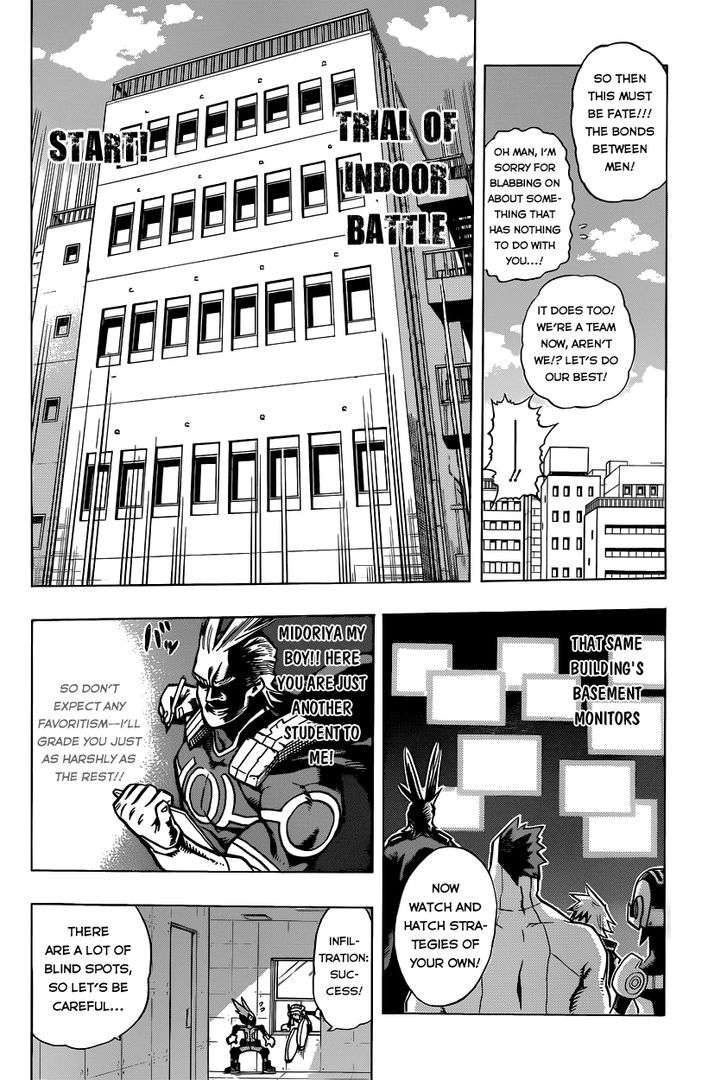 SO THEN
THIS MUST
BE FATE!!!
THE BONDS
BETWEEN
MEN!
OH MAN, I'M
SORRY FOR
BLABBING ON
ABOUT SOME-
THING THAT
HAS NOTHING
TO DO WITH
YOU...!
IT DOES TOO!
WE'RE A TEAM
NOW, AREN'T
WE!? LET'S DO
OUR BEST!
!!
TRIAL OF
INDOOR
BATTLE
START!
THAT SAME
BUILDING'S
BASEMENT
MONITORS
NOW
WATCH AND
HATCH STRA-
TEGIES OF
YOUR OWN!
MIDORIYA MY
BOY!! HERE
YOU ARE JUST
ANOTHER
STUDENT TO
ME!
バッ
SO DON'T
EXPECT ANY
FAVORITISM--I'LL
GRADE YOU JUST
AS HARSHLY AS
THE REST!!
INFIL-
TRATION:
SUC-
CESS!
THERE
ARE A LOT OF
BLIND SPOTS,
SO LET'S BE
CAREFUL...